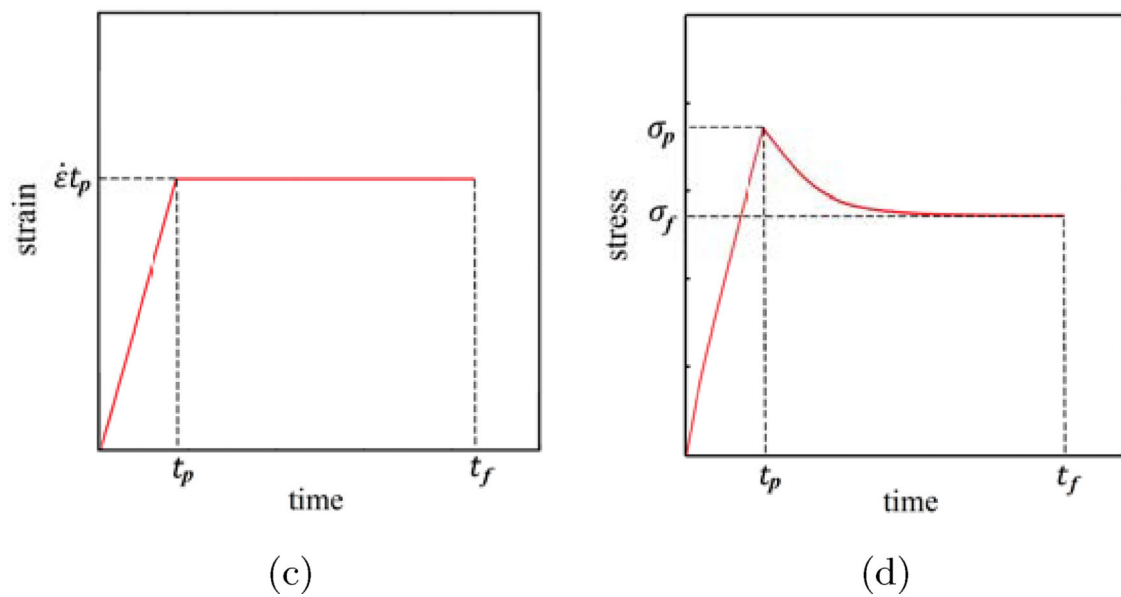 strain
ε̇t_p
t_p
t_f
time
(c)
stress
σ_p
σ_f
t_p
t_f
time
(d)